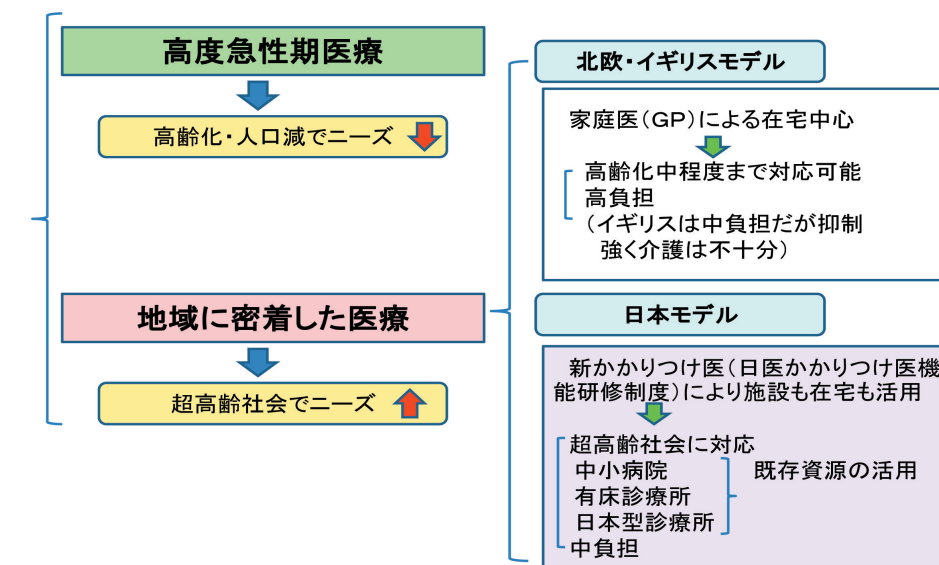 高度急性期医療
高齢化・人口減でニーズ
地域に密着した医療
超高齢社会でニーズ
北欧・イギリスモデル
家庭医(GP)による在宅中心
高齢化中程度まで対応可能
高負担
(イギリスは中負担だが抑制
強く介護は不十分)
日本モデル
新かかりつけ医(日医かかりつけ医機
能研修制度)により施設も在宅も活用
超高齢社会に対応
中小病院
有床診療所
日本型診療所
既存資源の活用
中負担